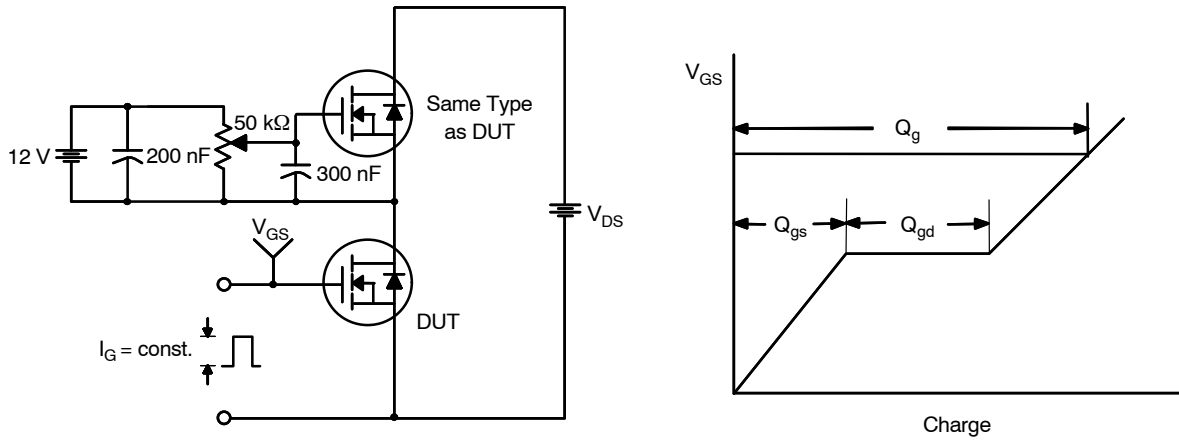 12 V
200 nF
50 kΩ
300 nF
Same Type
as DUT
V_DS
V_GS
DUT
I_G = const.
V_GS
Q_g
Q_gs
Q_gd
Charge